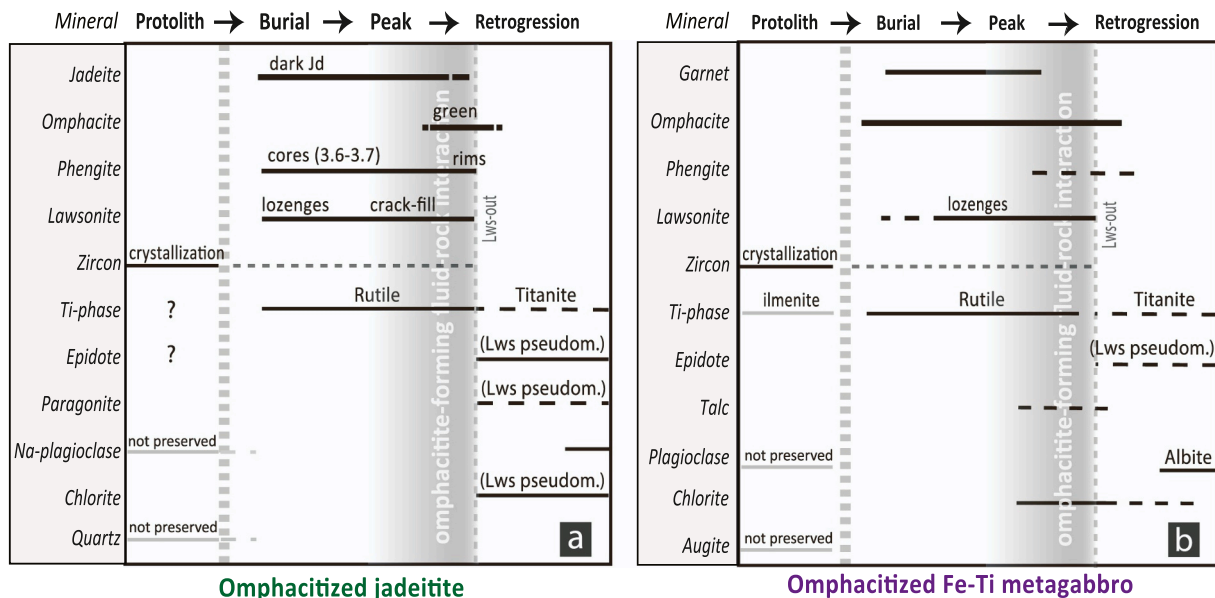 Mineral Protolith → Burial → Peak → Retrogression
Jadeite
dark Jd
Omphacite
green
Phengite
cores (3.6-3.7)
rims
Lawsonite
lozenges
crack-fill
Lws-out
Zircon
crystallization
Ti-phase
?
Rutile
Titanite
Epidote
?
(Lws pseudom.)
Paragonite
(Lws pseudom.)
Na-plagioclase
not preserved
Chlorite
(Lws pseudom.)
Quartz
not preserved
omphacitite-forming fluid-rock interaction
a
Omphacitized jadeitite
Mineral Protolith → Burial → Peak → Retrogression
Garnet
Omphacite
Phengite
Lawsonite
lozenges
Lws-out
Zircon
crystallization
Ti-phase
ilmenite
Rutile
Titanite
Epidote
(Lws pseudom.)
Talc
Plagioclase
not preserved
Albite
Chlorite
Augite
not preserved
omphacitite-forming fluid-rock interaction
b
Omphacitized Fe-Ti metagabbro